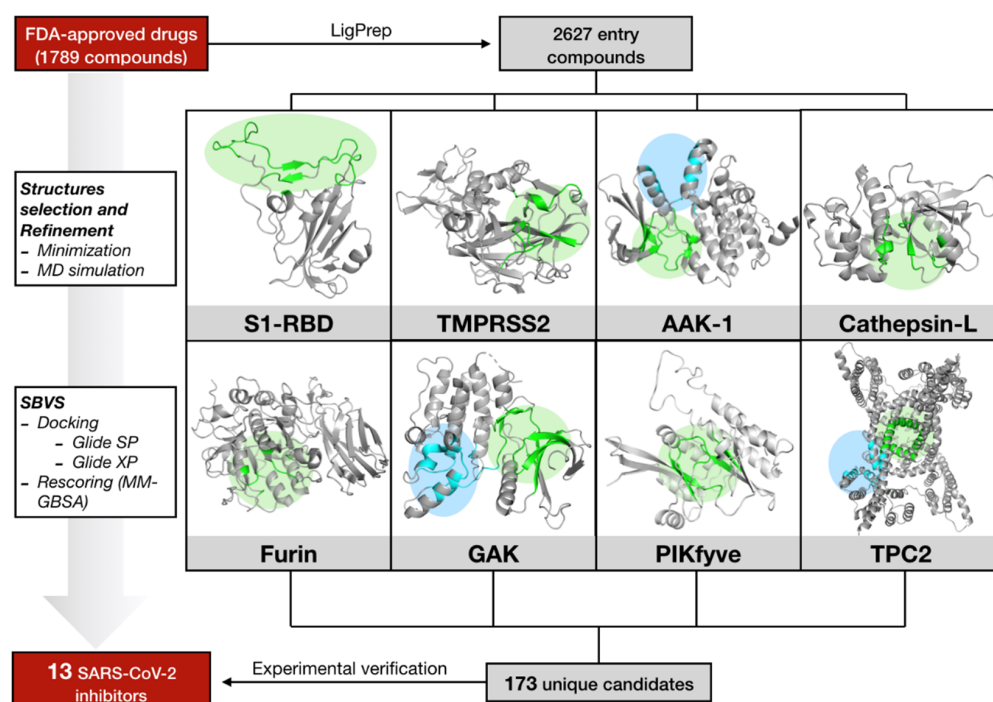 FDA-approved drugs
(1789 compounds)
LigPrep
2627 entry
compounds
Structures
selection and
Refinement
- Minimization
- MD simulation
S1-RBD
TMPRSS2
AAK-1
Cathepsin-L
SBVS
- Docking
- Glide SP
- Glide XP
- Rescoring (MM-
GBSA)
Furin
GAK
PIKfyve
TPC2
13 SARS-CoV-2
inhibitors
Experimental verification
173 unique candidates